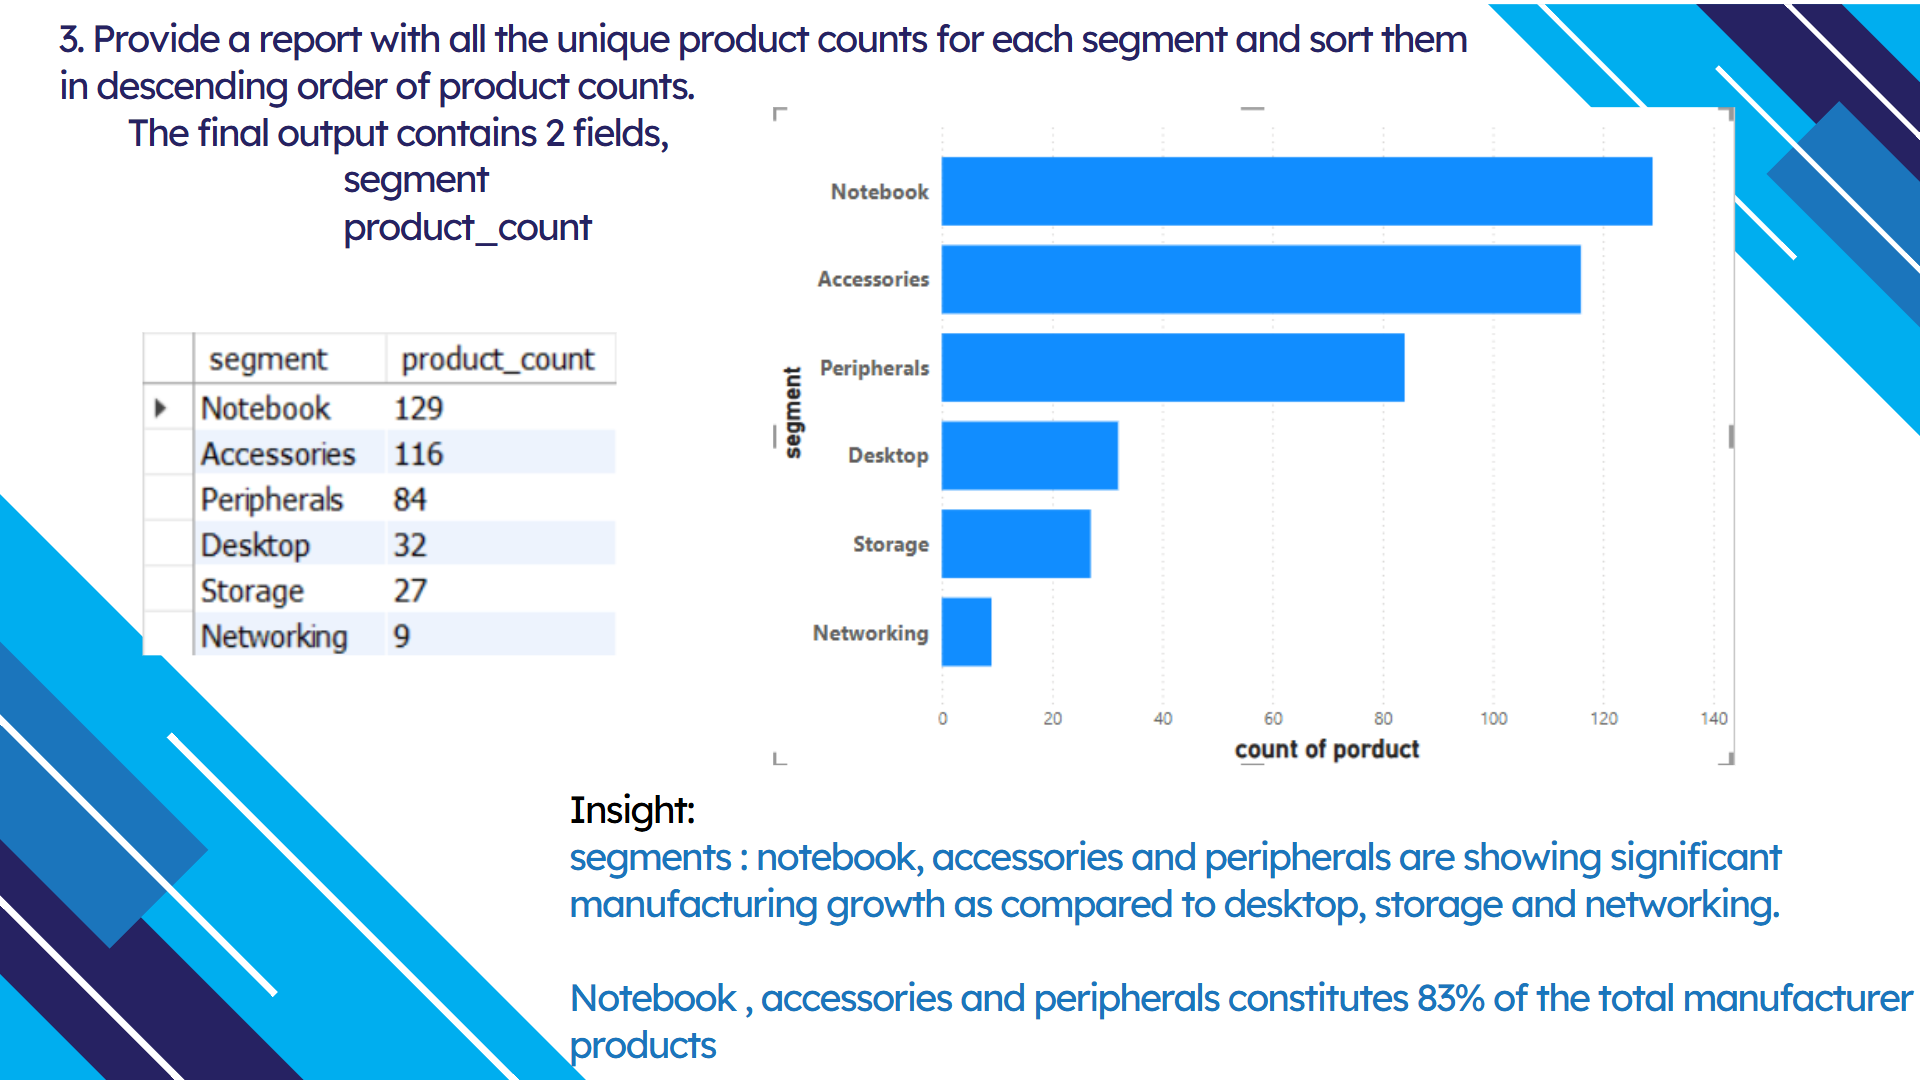 3. Provide a report with all the unique product counts for each segment and sort them
in descending order of product counts.
The final output contains 2 fields,
segment
product_count
segment product_count
Notebook 129
Accessories 116
Peripherals 84
Desktop 32
Storage 27
Networking 9
segment
Notebook
Accessories
Peripherals
Desktop
Storage
Networking
0 20 40 60 80 100 120 140
count of porduct
Insight:
segments : notebook, accessories and peripherals are showing significant
manufacturing growth as compared to desktop, storage and networking.
Notebook , accessories and peripherals constitutes 83% of the total manufacturer
products